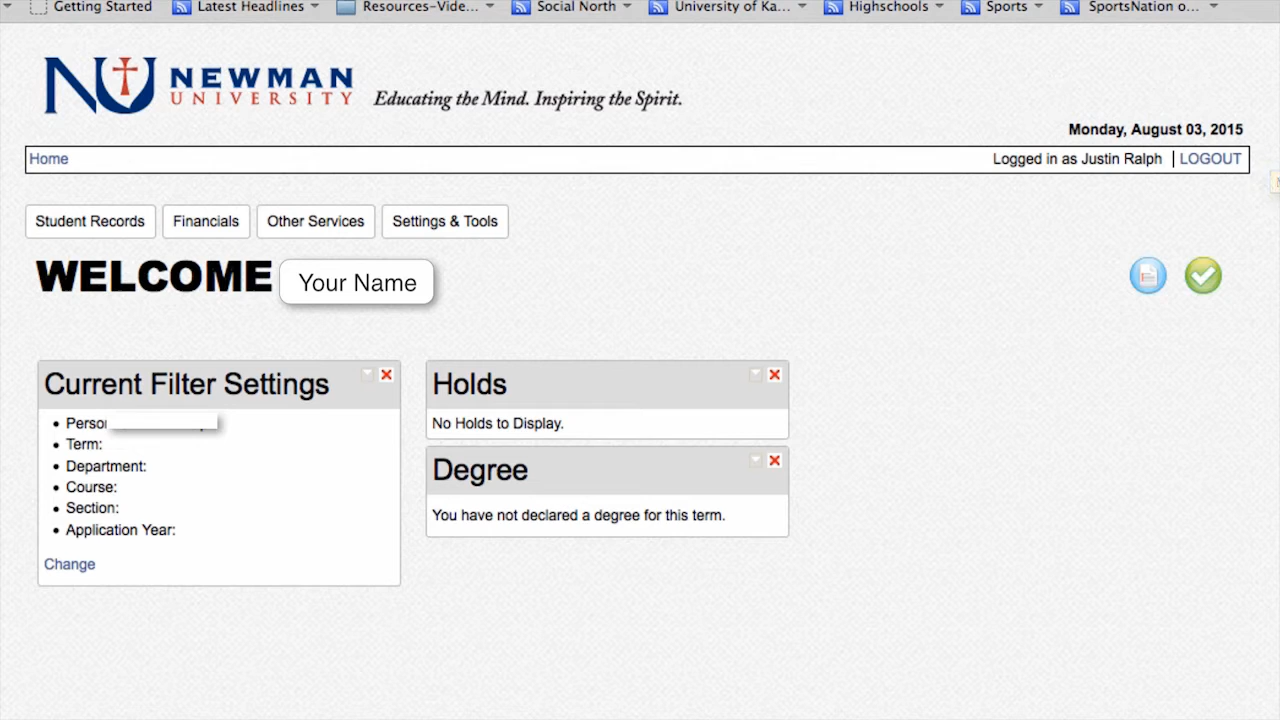 Getting Started Latest Headlines Resources-Vide... Social North University of Ka... Highschools Sports SportsNation o...
NU NEWMAN UNIVERSITY Educating the Mind. Inspiring the Spirit.
Monday, August 03, 2015
Home Logged in as Justin Ralph | LOGOUT
Student Records Financials Other Services Settings & Tools
WELCOME Your Name
Current Filter Settings
• Person
• Term:
• Department:
• Course:
• Section:
• Application Year:
Change
Holds
No Holds to Display.
Degree
You have not declared a degree for this term.